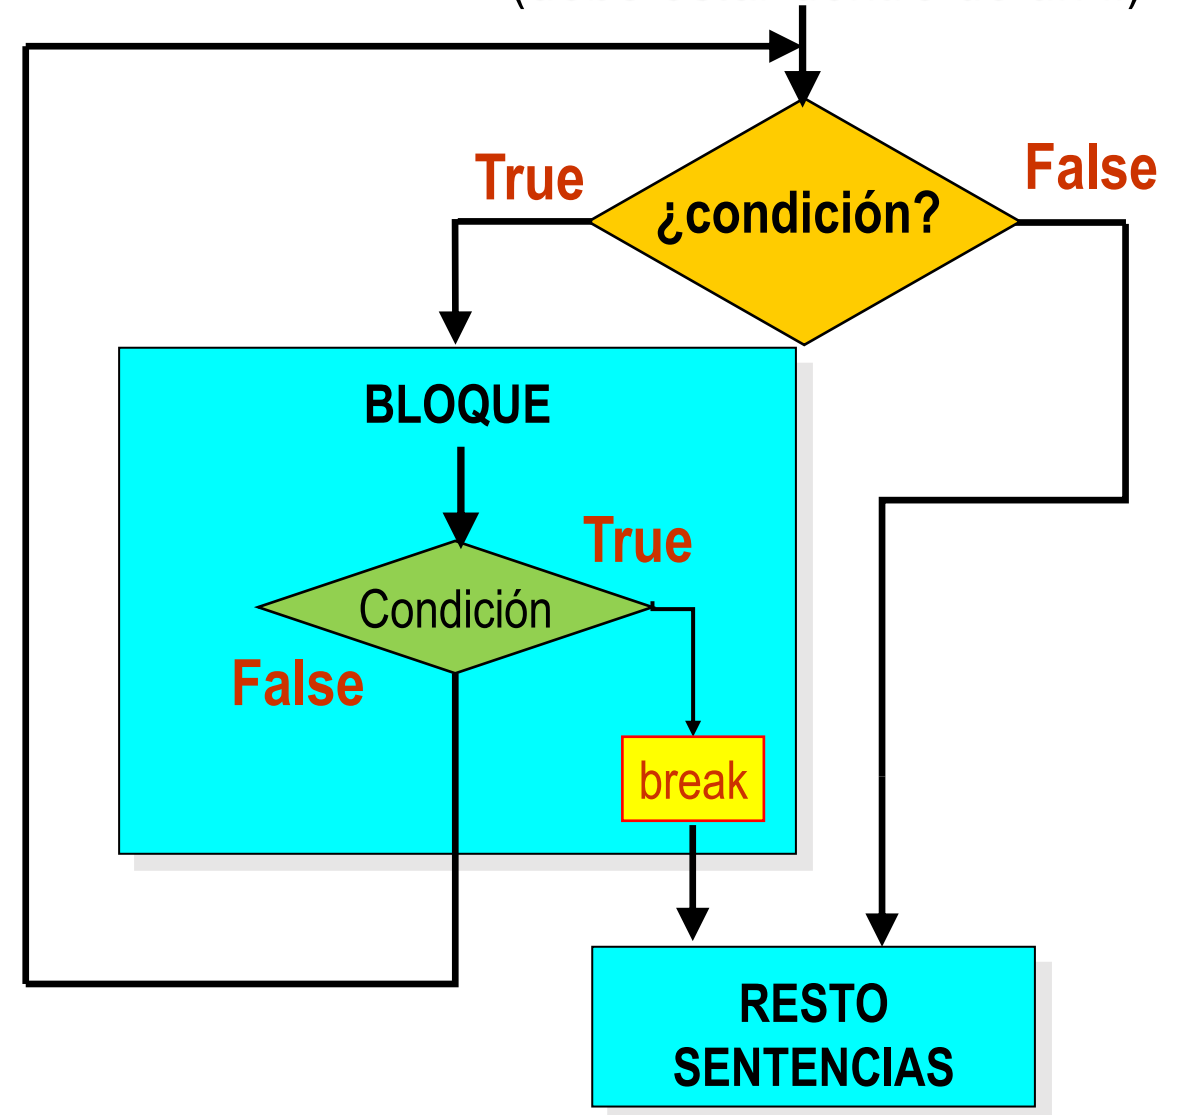 True
False
¿condición?
BLOQUE
True
Condición
False
break
RESTO
SENTENCIAS